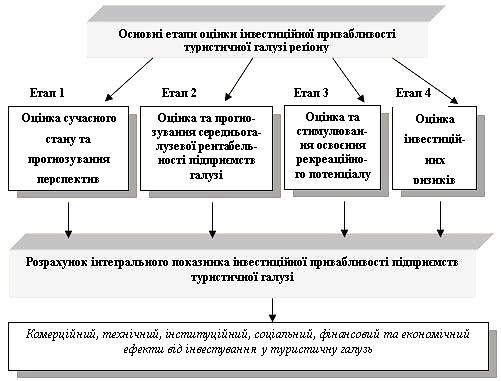 Основні етапи оцінки інвестиційної привабливості
туристичної галузі регіону
Етап 1
Етап 2
Етап 3
Етап 4
Оцінка сучасного
стану та
прогнозування
перспектив
Оцінка та прогно-
зування середньога-
лузевої рентабель-
ності підприємств
галузі
Оцінка та
стимулюван-
ня освоєння
рекреаційно-
го потенціалу
Оцінка
інвестицій-
них
ризиків
Розрахунок інтегрального показника інвестиційної привабливості підприємств
туристичної галузі
Комерційний, технічний, інституційний, соціальний, фінансовий та економічний
ефекти від інвестування у туристичну галузь